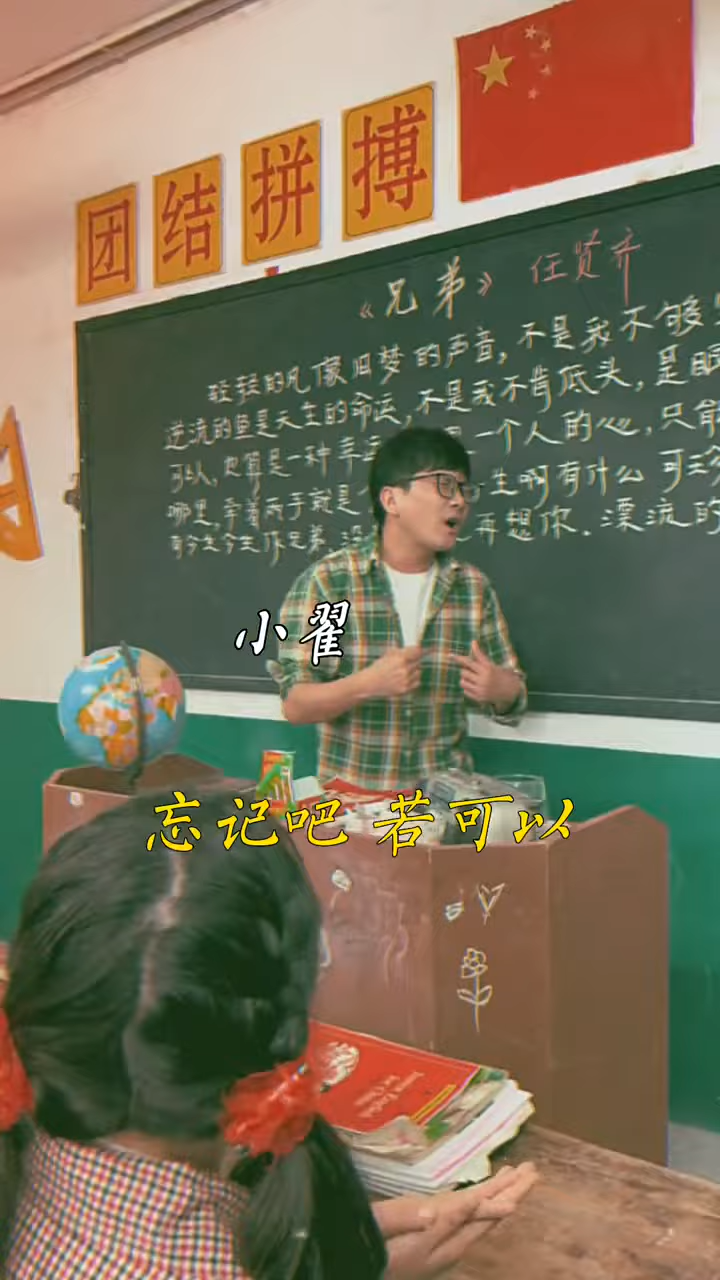 团结拼搏
《兄弟》 任贤齐
轻轻的风像旧梦的声音，不是我不够
逆流的鱼是天生的命运，不是我不肯低头，是眼
可以，也算是一种幸 一个人的心，只能
哪里，牵着两手就是 生啊有什么 可
有今生今生作兄弟，没 再想你．漂流的
小翟
忘记吧 若可以